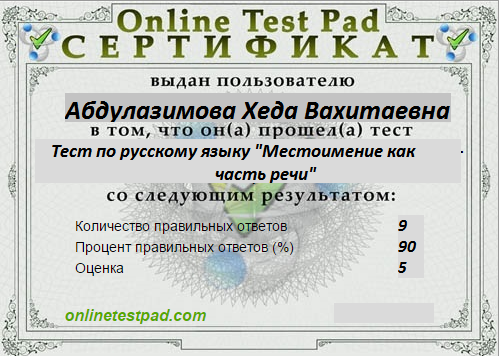 Online Test Pad
СЕРТИФИКАТ
выдан пользователю
Абдулазимова Хеда Вахитаевна
в том, что он(а) прошел(а) тест
Тест по русскому языку "Местоимение как
часть речи"
со следующим результатом:
Количество правильных ответов 9
Процент правильных ответов (%) 90
Оценка 5
onlinetestpad.com